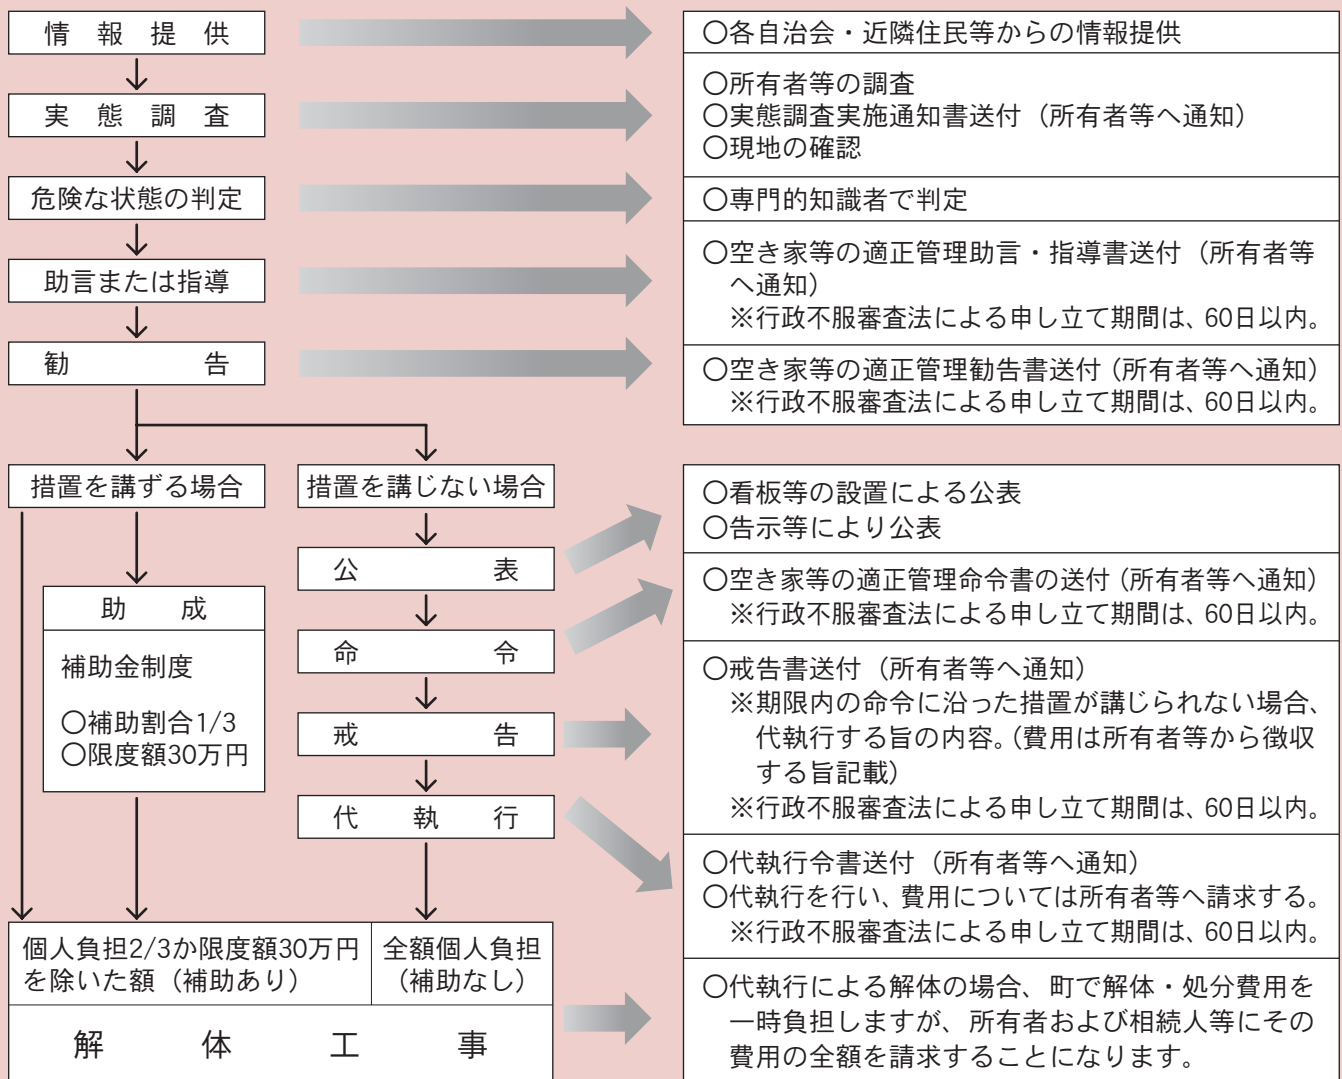 情報提供
実態調査
危険な状態の判定
助言または指導
勧告
〇各自治会・近隣住民等からの情報提供
〇所有者等の調査
〇実態調査実施通知書送付（所有者等へ通知）
〇現地の確認
〇専門的知識者で判定
〇空き家等の適正管理助言・指導書送付（所有者等
へ通知）
※行政不服審査法による申し立て期間は、60日以内。
〇空き家等の適正管理勧告書送付（所有者等へ通知）
※行政不服審査法による申し立て期間は、60日以内。
措置を講ずる場合
助成
補助金制度
〇補助割合1/3
〇限度額30万円
措置を講じない場合
公表
命令
戒告
代執行
〇看板等の設置による公表
〇告示等により公表
〇空き家等の適正管理命令書の送付（所有者等へ通知）
※行政不服審査法による申し立て期間は、60日以内。
〇戒告書送付（所有者等へ通知）
※期限内の命令に沿った措置が講じられない場合、
代執行する旨の内容。（費用は所有者等から徴収
する旨記載）
※行政不服審査法による申し立て期間は、60日以内。
〇代執行令書送付（所有者等へ通知）
〇代執行を行い、費用については所有者等へ請求する。
※行政不服審査法による申し立て期間は、60日以内。
個人負担2/3か限度額30万円
を除いた額（補助あり）
全額個人負担
（補助なし）
解体工事
〇代執行による解体の場合、町で解体・処分費用を
一時負担しますが、所有者および相続人等にその
費用の全額を請求することになります。